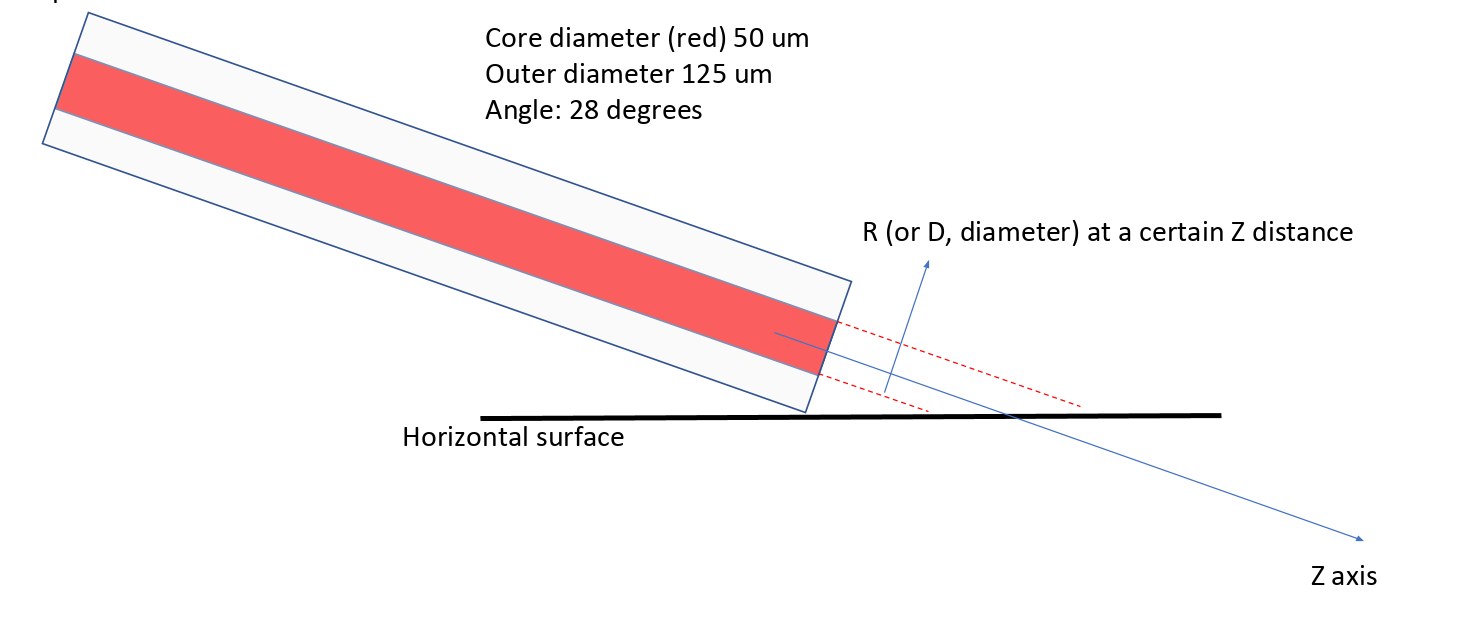 Core diameter (red) 50 um
Outer diameter 125 um
Angle: 28 degrees
R (or D, diameter) at a certain Z distance
Horizontal surface
Z axis